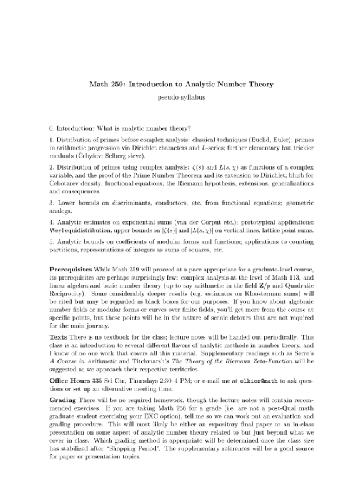 Math 259: Introduction to Analytic Number Theory
pseudo-syllabus
0. Introduction: What is analytic number theory?
1. Distribution of primes before complex analysis: classical techniques (Euclid, Euler); primes
in arithmetic progression via Dirichlet characters and L-series; further elementary but trickier
methods (Čebyšev; Selberg sieve).
2. Distribution of primes using complex analysis: ζ(s) and L(s, χ) as functions of a complex
variable, and the proof of the Prime Number Theorem and its extension to Dirichlet; blurb for
Čebotarev density; functional equations; the Riemann hypothesis, extensions, generalizations
and consequences.
3. Lower bounds on discriminants, conductors, etc. from functional equations; geometric
analogs.
4. Analytic estimates on exponential sums (van der Corput etc.); prototypical applications:
Weyl equidistribution, upper bounds on |ζ(s)| and |L(s, χ)| on vertical lines, lattice point sums.
5. Analytic bounds on coefficients of modular forms and functions; applications to counting
partitions, representations of integers as sums of squares, etc.
Prerequisites While Math 259 will proceed at a pace appropriate for a graduate-level course,
its prerequisites are perhaps surprisingly few: complex analysis at the level of Math 113, and
linear algebra and basic number theory (up to say arithmetic in the field Z/p and Quadratic
Reciprocity). Some considerably deeper results (e.g. estimates on Kloosterman sums) will
be cited but may be regarded as black boxes for our purposes. If you know about algebraic
number fields or modular forms or curves over finite fields, you'll get more from the course at
specific points, but these points will be in the nature of scenic detours that are not required
for the main journey.
Texts There is no textbook for the class; lecture notes will be handed out periodically. This
class is an introduction to several different flavors of analytic methods in number theory, and
I know of no one work that covers all this material. Supplementary readings such as Serre's
A Course in Arithmetic and Titchmarsh's The Theory of the Riemann Zeta-Function will be
suggested as we approach their respective territories.
Office Hours 335 Sci Ctr, Thursdays 2:30–4 PM; or e-mail me at elkies@math to ask ques-
tions or set up an alternative meeting time.
Grading There will be no required homework, though the lecture notes will contain recom-
mended exercises. If you are taking Math 259 for a grade (i.e. are not a post-Qual math
graduate student exercising your EXC option), tell me so we can work out an evaluation and
grading procedure. This will most likely be either an expository final paper or an in-class
presentation on some aspect of analytic number theory related to but just beyond what we
cover in class. Which grading method is appropriate will be determined once the class size
has stabilized after "Shopping Period". The supplementary references will be a good source
for paper or presentation topics.